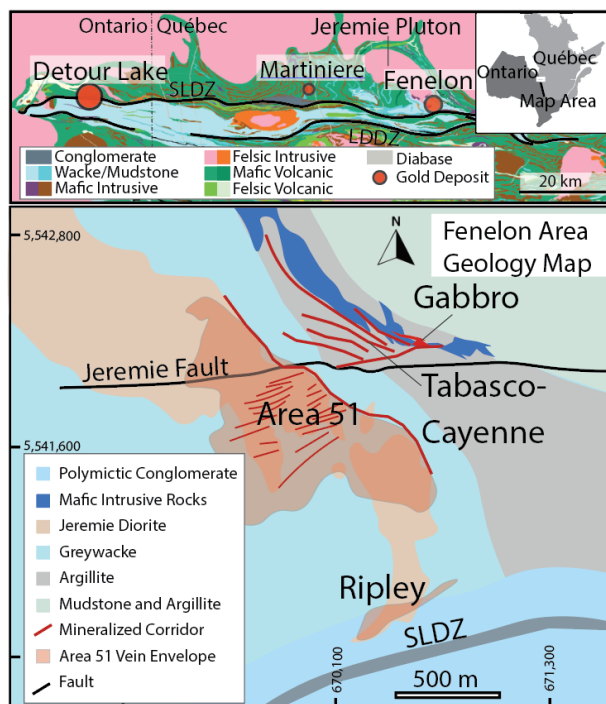 Ontario Québec
Jeremie Pluton
Detour Lake
SLDZ
Martiniere
Fenelon
LDDZ
Québec
Ontario
Map Area
Conglomerate
Wacke/Mudstone
Mafic Intrusive
Felsic Intrusive
Mafic Volcanic
Felsic Volcanic
Diabase
Gold Deposit
20 km
5,542,800
N
Fenelon Area
Geology Map
Gabbro
Jeremie Fault
Tabasco-
Cayenne
Area 51
5,541,600
Polymictic Conglomerate
Mafic Intrusive Rocks
Jeremie Diorite
Greywacke
Argillite
Mudstone and Argillite
Mineralized Corridor
Area 51 Vein Envelope
Fault
Ripley
SLDZ
670,100
500 m
671,300